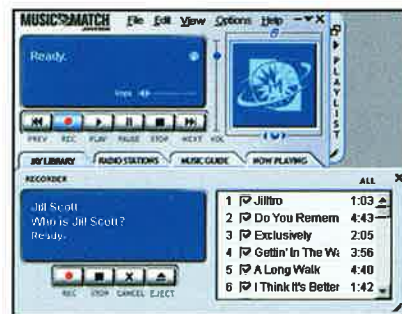 MUSICMATCH File Edit View Options Help
JUKEBOX
Ready.
PREV REC PLAY PAUSE STOP NEXT VOL
PLAYLIST
MY LIBRARY RADIO STATIONS MUSIC GUIDE NOW PLAYING
RECORDER
ALL
Jill Scott
Who is Jill Scott?
Ready.
1 Jilltro 1:03
2 Do You Remem 4:43
3 Exclusively 2:05
4 Gettin' In The Wa 3:56
5 A Long Walk 4:40
6 I Think It's Better 1:42
REC STOP CANCEL EJECT